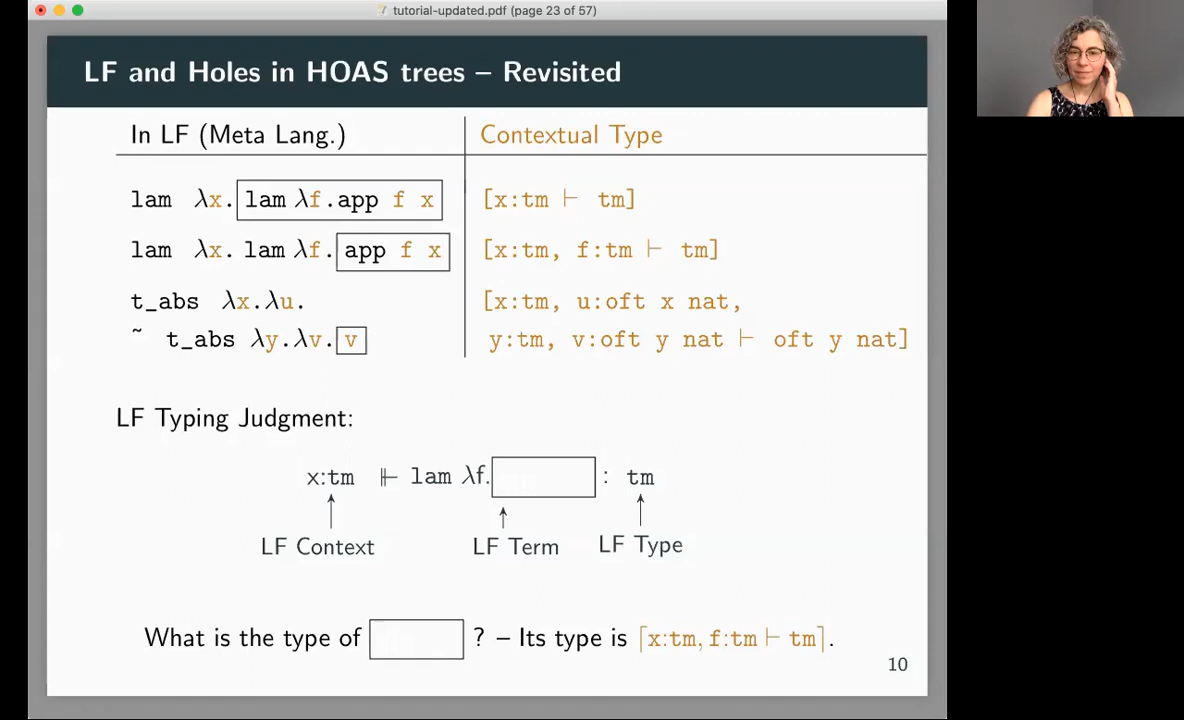 tutorial-updated.pdf (page 23 of 57)
LF and Holes in HOAS trees – Revisited
In LF (Meta Lang.) Contextual Type
lam λx. lam λf.app f x [x:tm ⊢ tm]
lam λx. lam λf. app f x [x:tm, f:tm ⊢ tm]
t_abs λx.λu. [x:tm, u:oft x nat,
~ t_abs λy.λv. v y:tm, v:oft y nat ⊢ oft y nat]
LF Typing Judgment:
x:tm ⊩ lam λf. : tm
LF Context LF Term LF Type
What is the type of ? – Its type is ⌈x:tm, f:tm ⊢ tm⌉.
10